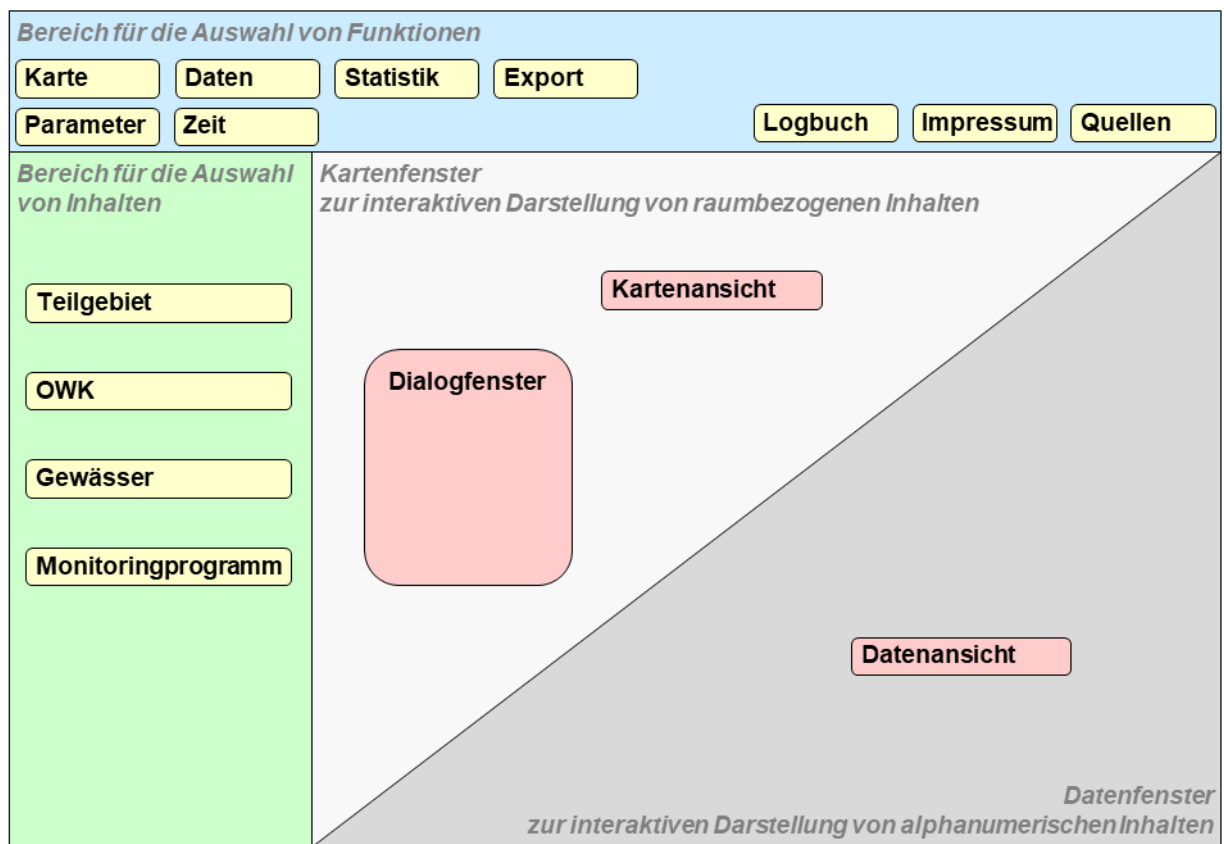 Bereich für die Auswahl von Funktionen
Karte
Daten
Statistik
Export
Parameter
Zeit
Logbuch
Impressum
Quellen
Bereich für die Auswahl
von Inhalten
Teilgebiet
OWK
Gewässer
Monitoringprogramm
Kartenfenster
zur interaktiven Darstellung von raumbezogenen Inhalten
Kartenansicht
Dialogfenster
Datenansicht
Datenfenster
zur interaktiven Darstellung von alphanumerischen Inhalten